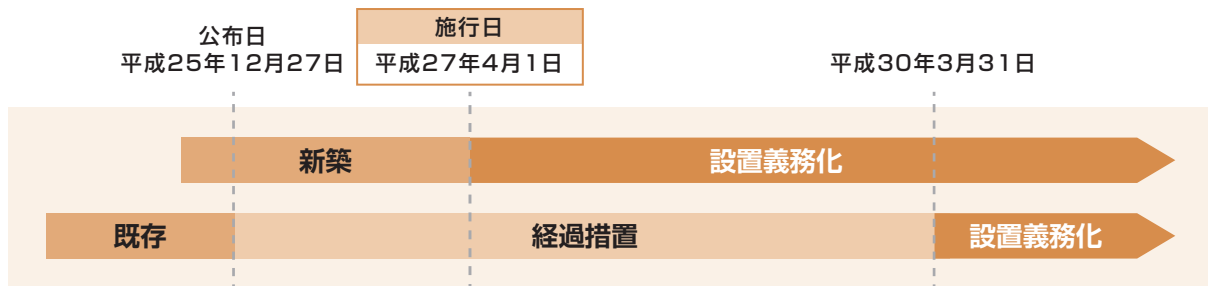 公布日
平成25年12月27日
施行日
平成27年4月1日
平成30年3月31日
新築
設置義務化
既存
経過措置
設置義務化